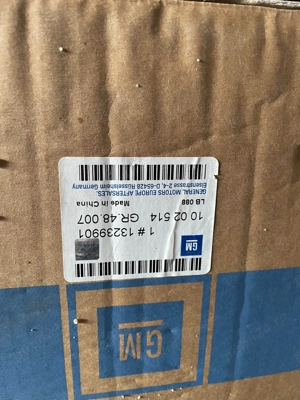 GM
1 # 13239901
10 02 514 GR.48.007
LB 088 Made in China
GENERAL MOTORS EUROPE AFTERSALES.
Eisenstrasse 2-4, D-65428 Rüsselsheim Germany
GM